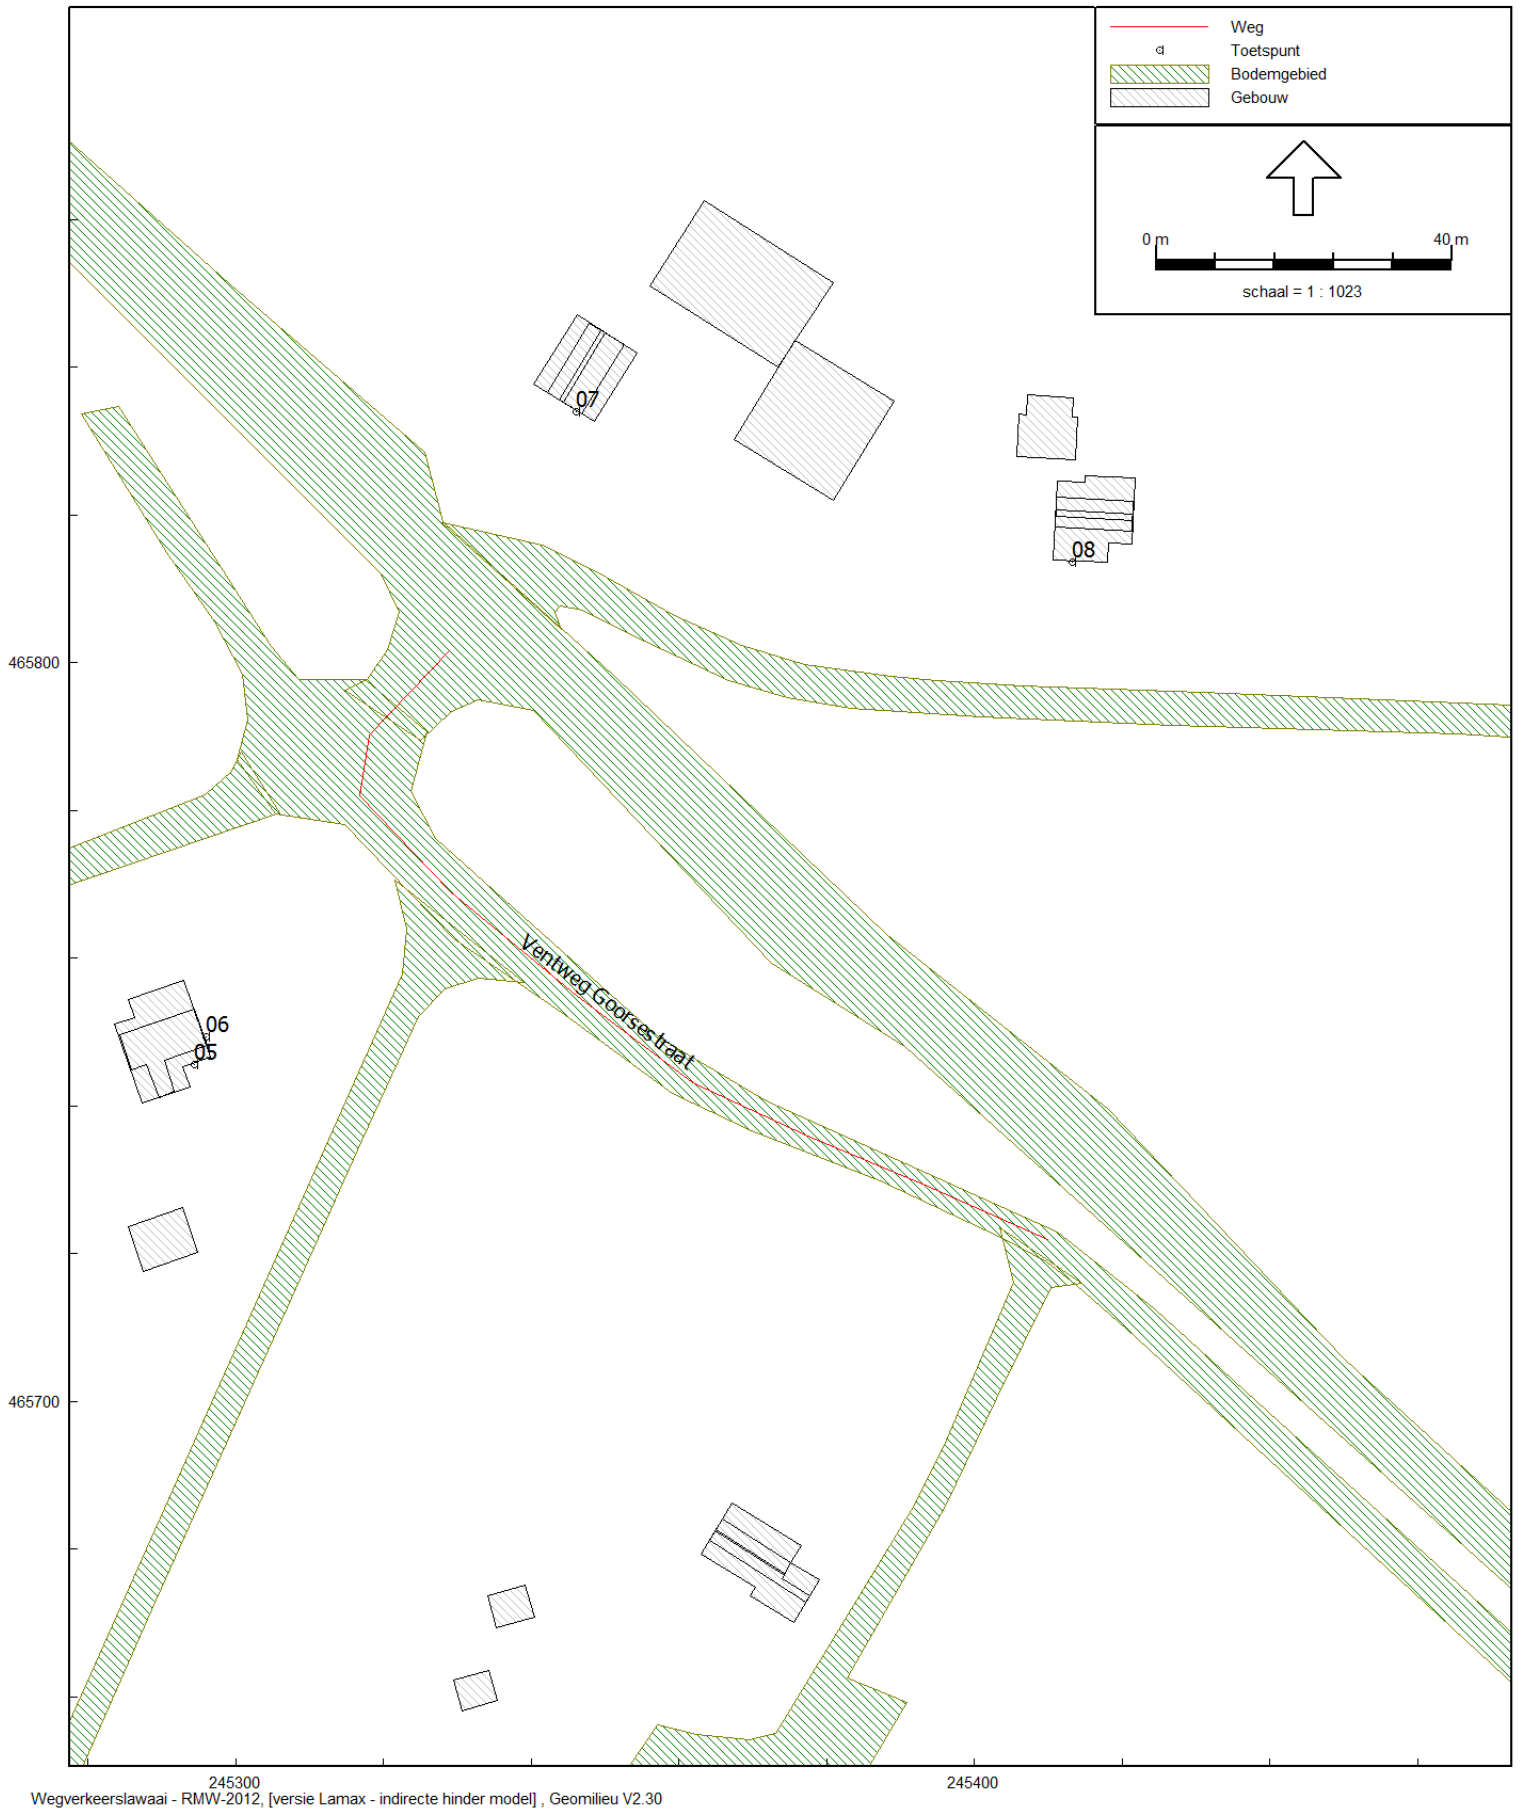 Weg
Toetspunt
Bodemgebied
Gebouw
0 m 40 m
schaal = 1 : 1023
07
08
465800
Ventweg Goorsestraat
06
05
465700
245300 245400
Wegverkeerslawaai - RMW-2012, [versie Lamax - indirecte hinder model] , Geomilieu V2.30